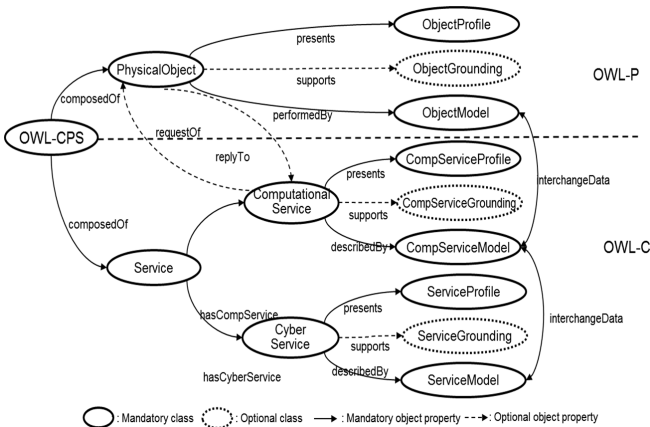 ObjectProfile
presents
PhysicalObject
ObjectGrounding
OWL-P
supports
composedOf
performedBy
ObjectModel
OWL-CPS
requestOf
replyTo
CompServiceProfile
presents
interchangeData
Computational
Service
CompServiceGrounding
supports
composedOf
describedBy
CompServiceModel
OWL-C
Service
ServiceProfile
presents
hasCompService
interchangeData
Cyber
Service
ServiceGrounding
supports
hasCyberService
describedBy
ServiceModel
: Mandatory class : Optional class : Mandatory object property : Optional object property